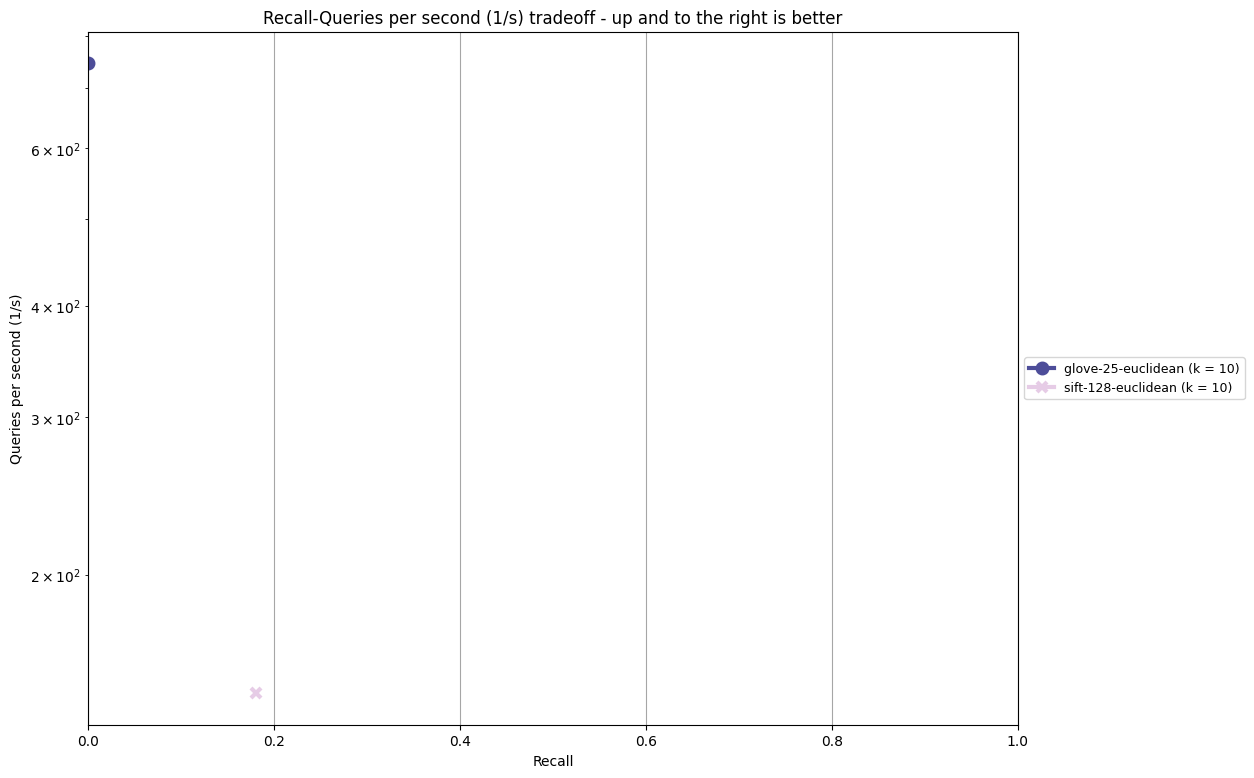 Recall-Queries per second (1/s) tradeoff - up and to the right is better
Queries per second (1/s)
6 × 10²
4 × 10²
3 × 10²
2 × 10²
0.0 0.2 0.4 0.6 0.8 1.0
Recall
glove-25-euclidean (k = 10)
sift-128-euclidean (k = 10)